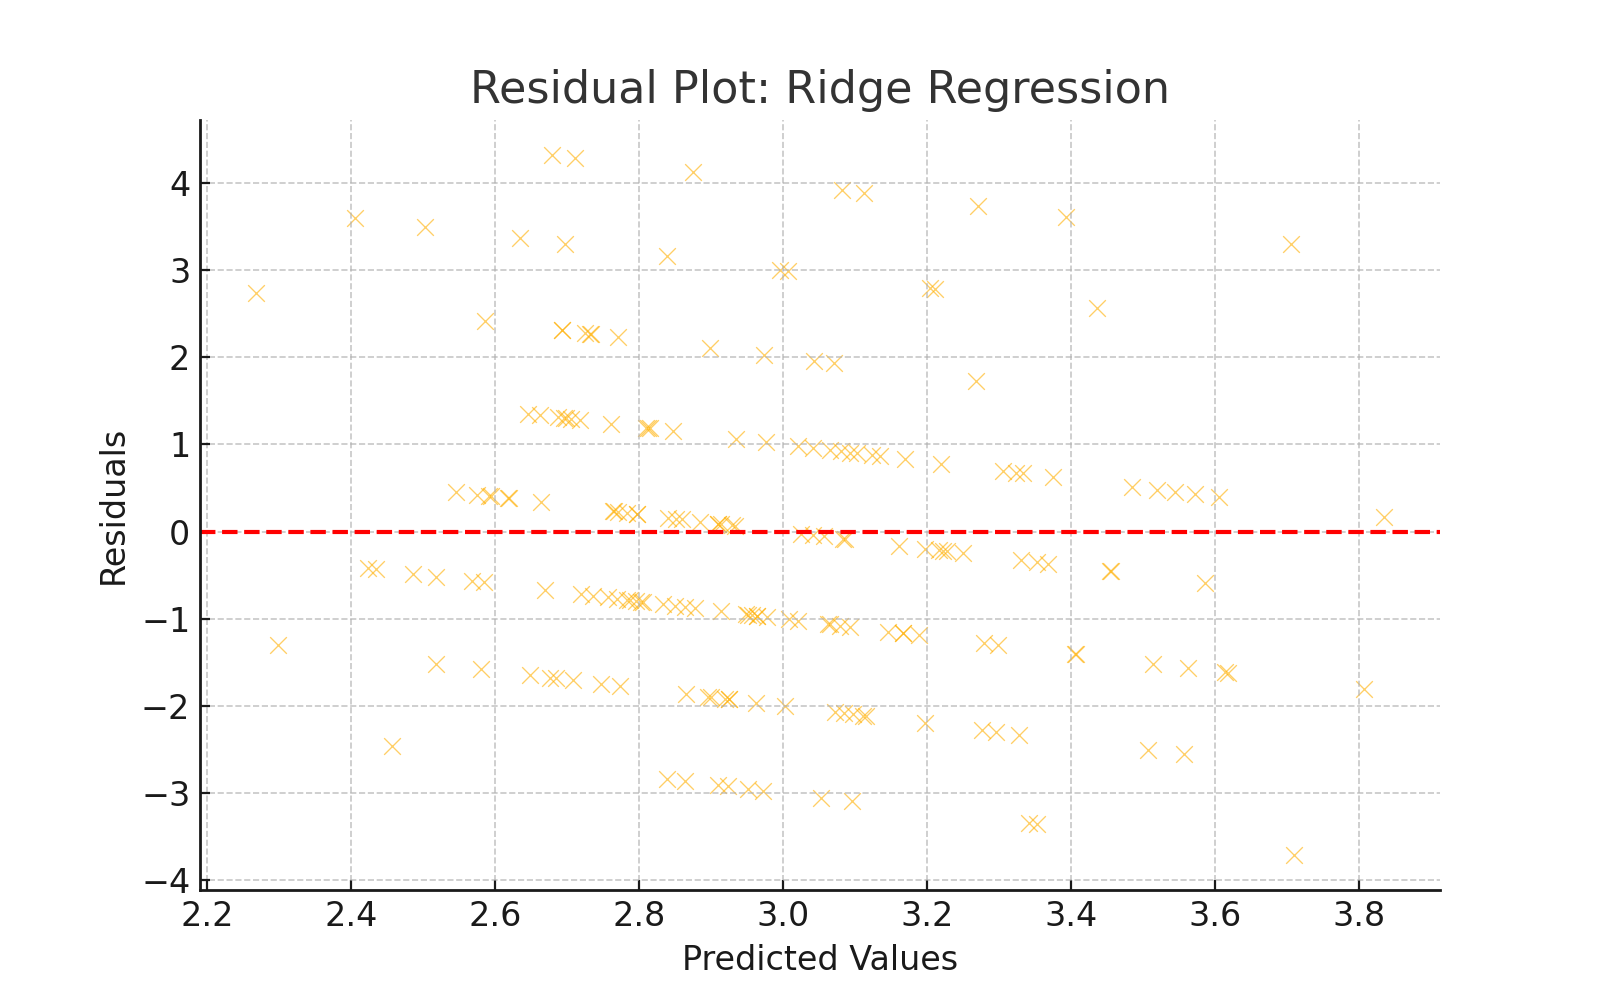 Residual Plot: Ridge Regression
4
3
2
1
0
−1
−2
−3
−4
Residuals
2.2 2.4 2.6 2.8 3.0 3.2 3.4 3.6 3.8
Predicted Values